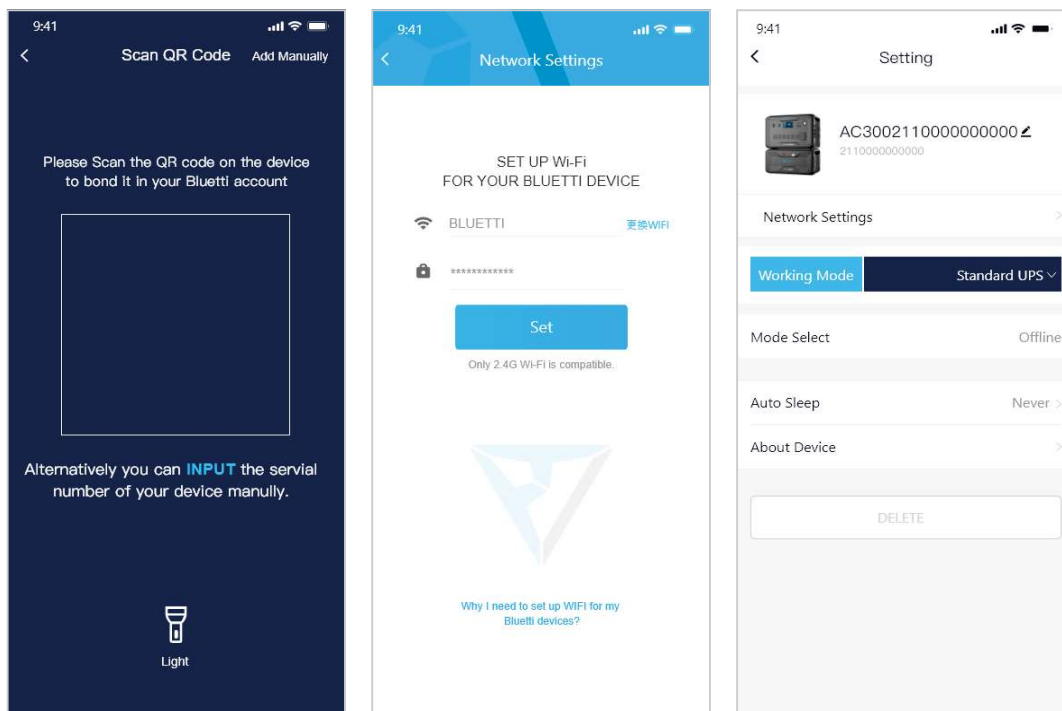 9:41
Scan QR Code
Add Manually
Please Scan the QR code on the device
to bond it in your Bluetti account
Alternatively you can INPUT the servial
number of your device manully.
Light
9:41
Network Settings
SET UP Wi-Fi
FOR YOUR BLUETTI DEVICE
BLUETTI
更换WIFI
************
Set
Only 2.4G Wi-Fi is compatible.
Why I need to set up WIFI for my
Bluetti devices?
9:41
Setting
AC3002110000000000
2110000000000
Network Settings
Working Mode
Standard UPS
Mode Select
Offline
Auto Sleep
Never
About Device
DELETE